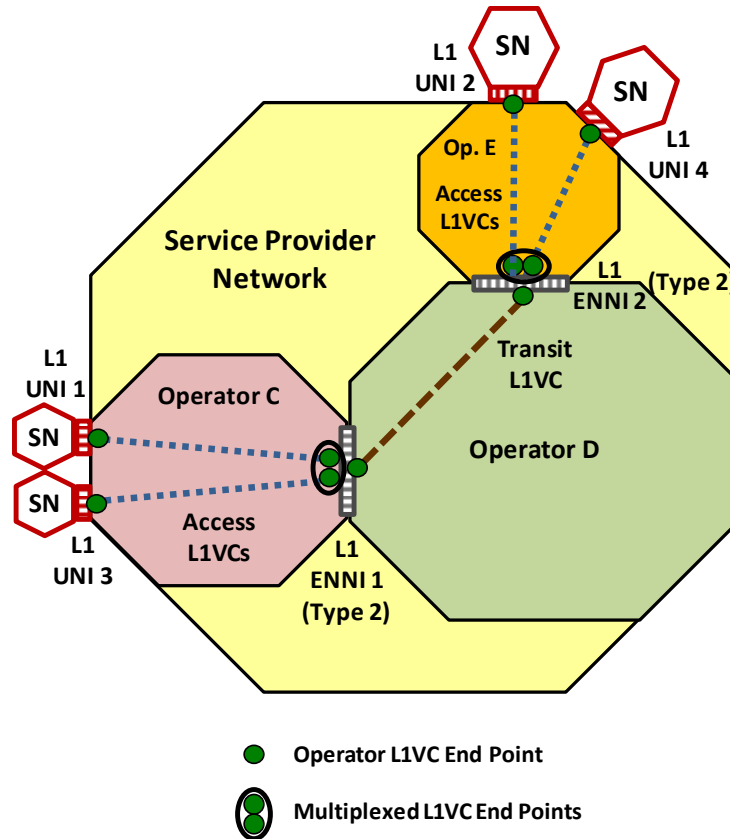 SN
L1
UNI 2
SN
L1
UNI 4
Op. E
Access
L1VCs
Service Provider
Network
L1
ENNI 2
(Type 2)
Transit
L1VC
L1
UNI 1
Operator C
SN
Operator D
SN
Access
L1VCs
L1
UNI 3
L1
ENNI 1
(Type 2)
Operator L1VC End Point
Multiplexed L1VC End Points